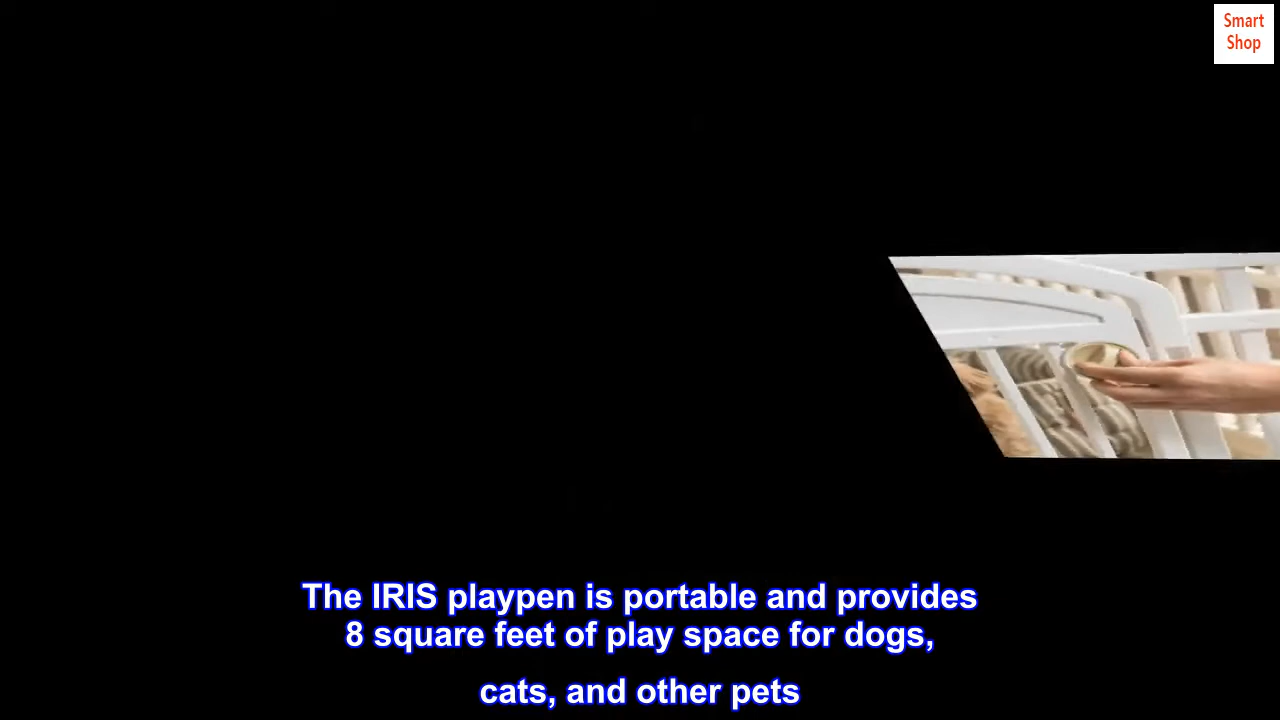 Smart
Shop
The IRIS playpen is portable and provides
8 square feet of play space for dogs,
cats, and other pets